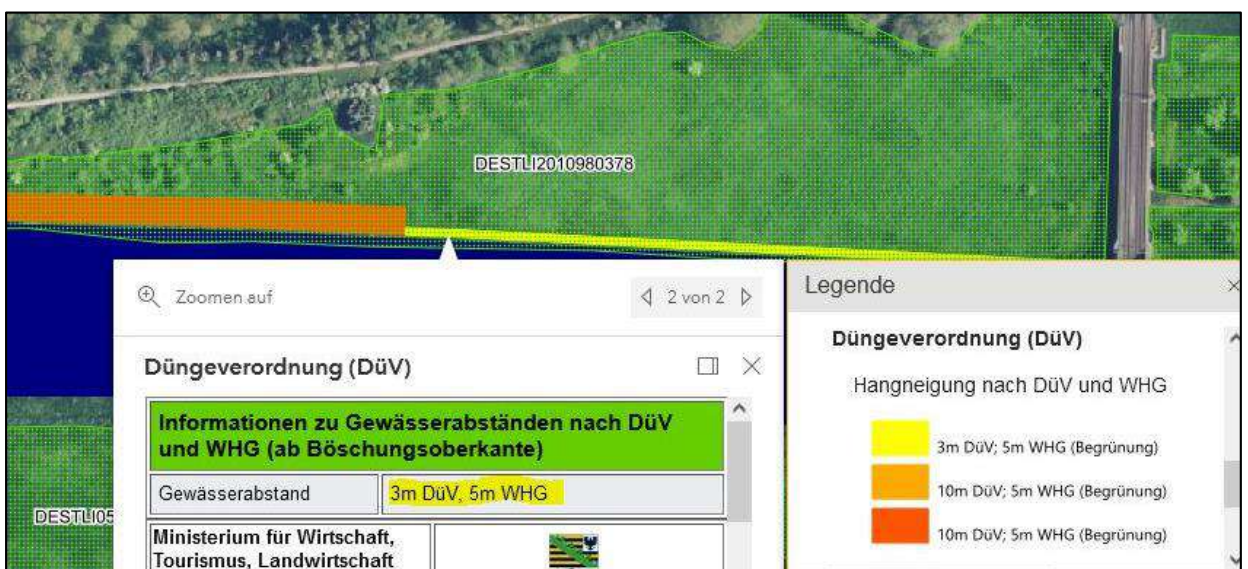 DESTLI2010980378
Zoomen auf
2 von 2
Düngeverordnung (DüV)
Informationen zu Gewässerabständen nach DüV
und WHG (ab Böschungsoberkante)
Gewässerabstand
3m DüV, 5m WHG
Ministerium für Wirtschaft,
Tourismus, Landwirtschaft
DESTLI05
Legende
Düngeverordnung (DüV)
Hangneigung nach DüV und WHG
3m DüV; 5m WHG (Begrünung)
10m DüV; 5m WHG (Begrünung)
10m DüV; 5m WHG (Begrünung)